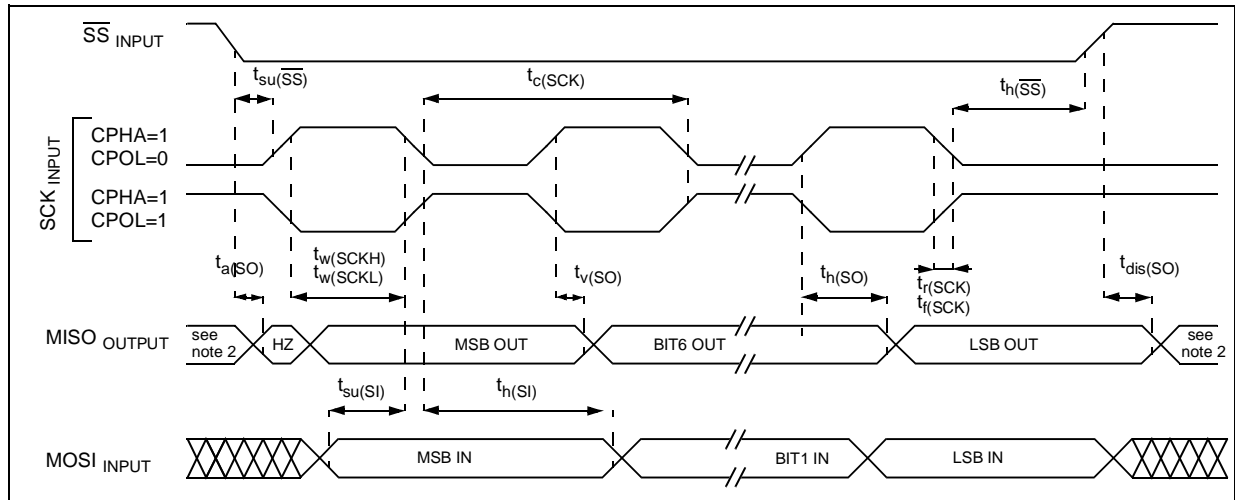 SS INPUT
tsu(SS)
tc(SCK)
th(SS)
SCK INPUT
CPHA=1
CPOL=0
CPHA=1
CPOL=1
ta(SO)
tw(SCKH)
tw(SCKL)
tv(SO)
th(SO)
tr(SCK)
tf(SCK)
tdis(SO)
MISO OUTPUT
see
note 2
HZ
MSB OUT
BIT6 OUT
LSB OUT
see
note 2
tsu(SI)
th(SI)
MOSI INPUT
MSB IN
BIT1 IN
LSB IN